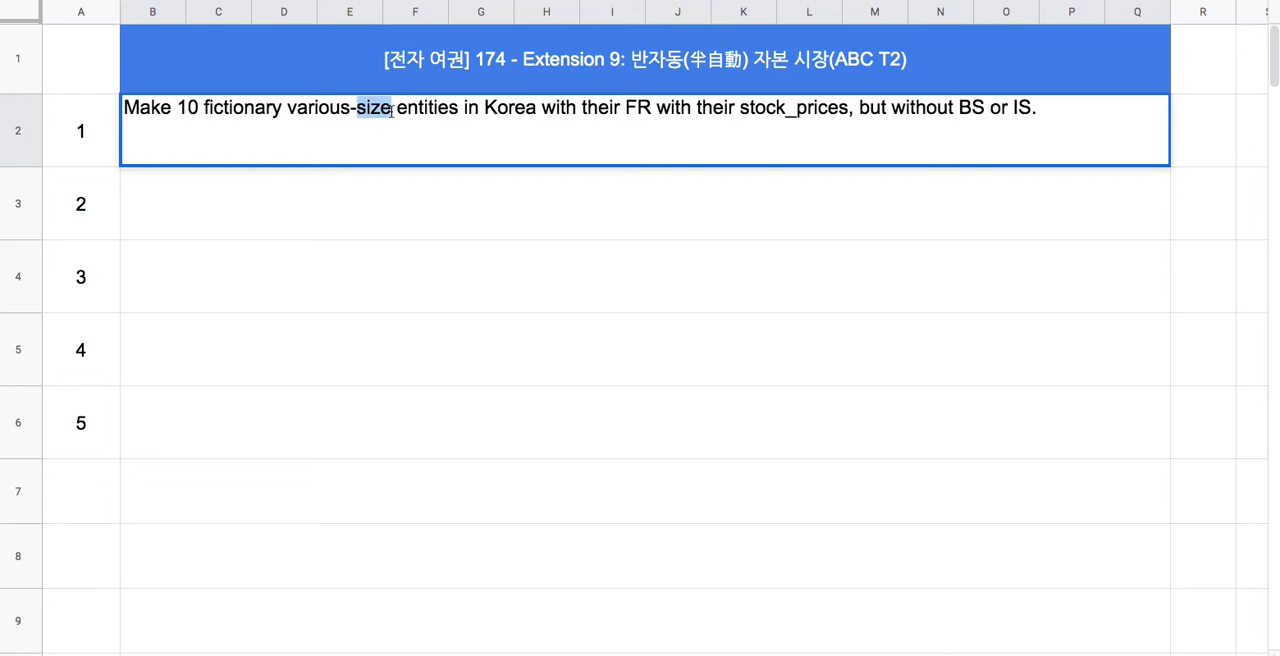 A B C D E F G H I J K L M N O P Q R
1 [전자 여권] 174 - Extension 9: 반자동(半自動) 자본 시장(ABC T2)
2 1 Make 10 fictionary various-size entities in Korea with their FR with their stock_prices, but without BS or IS.
3 2
4 3
5 4
6 5
7
8
9